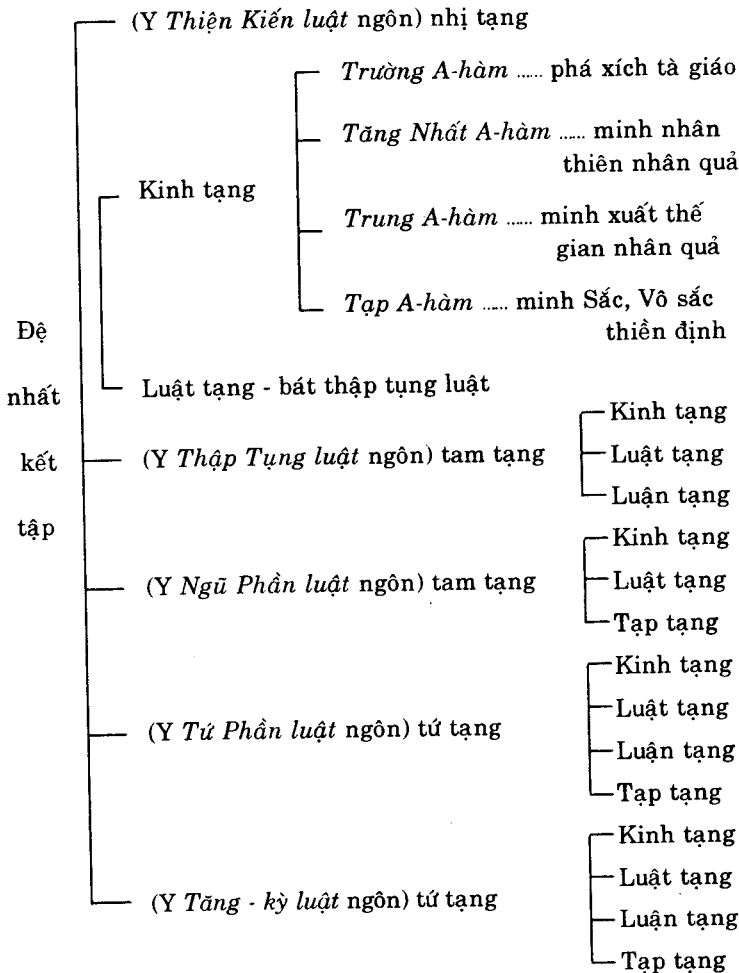 (Y Thiện Kiến luật ngôn) nhị tạng
Trường A-hàm ...... phá xích tà giáo
Tăng Nhất A-hàm ...... minh nhân
thiên nhân quả
Kinh tạng
Trung A-hàm ...... minh xuất thế
gian nhân quả
Tạp A-hàm ...... minh Sắc, Vô sắc
thiền định
Đệ
nhất
kết
tập
Luật tạng - bát thập tụng luật
(Y Thập Tụng luật ngôn) tam tạng
Kinh tạng
Luật tạng
Luận tạng
(Y Ngũ Phần luật ngôn) tam tạng
Kinh tạng
Luật tạng
Tạp tạng
(Y Tứ Phần luật ngôn) tứ tạng
Kinh tạng
Luật tạng
Luận tạng
Tạp tạng
(Y Tăng - kỳ luật ngôn) tứ tạng
Kinh tạng
Luật tạng
Luận tạng
Tạp tạng